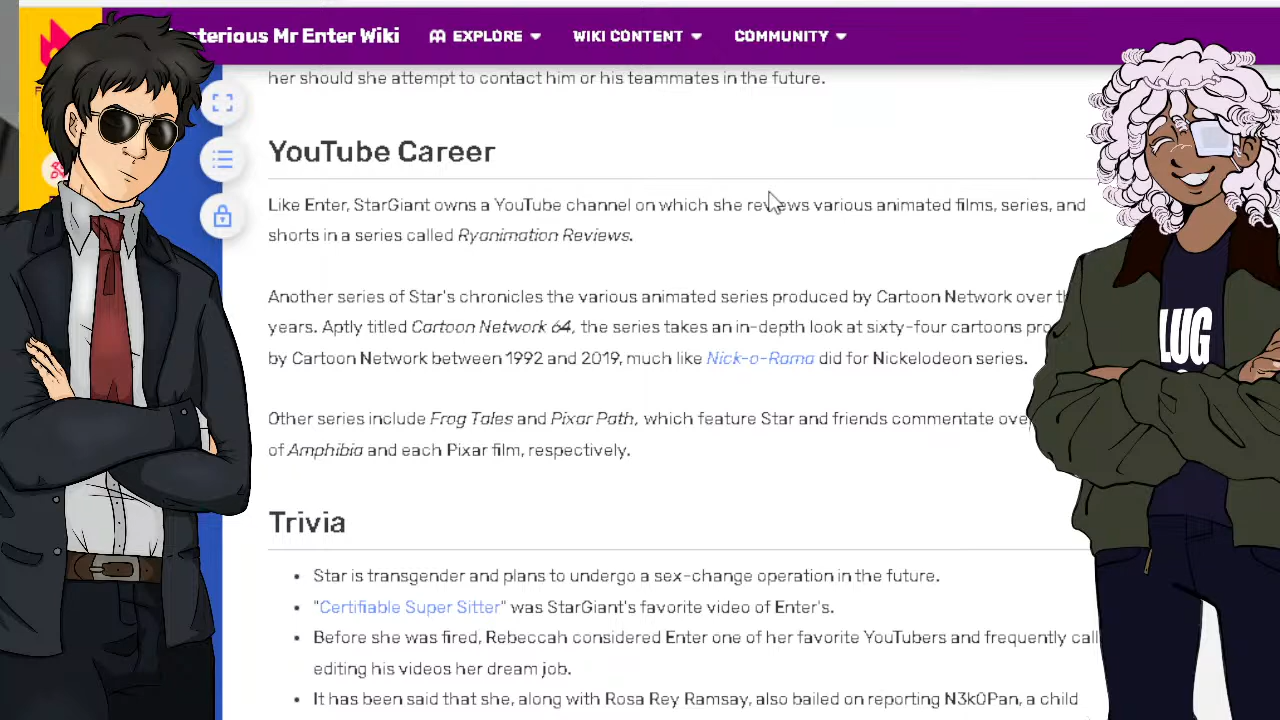 sterious Mr Enter Wiki EXPLORE WIKI CONTENT COMMUNITY
her should she attempt to contact him or his teammates in the future.
YouTube Career
Like Enter, StarGiant owns a YouTube channel on which she reviews various animated films, series, and
shorts in a series called Ryanimation Reviews.
Another series of Star's chronicles the various animated series produced by Cartoon Network over th
years. Aptly titled Cartoon Network 64, the series takes an in-depth look at sixty-four cartoons pro
by Cartoon Network between 1992 and 2019, much like Nick-o-Rama did for Nickelodeon series.
Other series include Frog Tales and Pixar Path, which feature Star and friends commentate ove
of Amphibia and each Pixar film, respectively.
Trivia
• Star is transgender and plans to undergo a sex-change operation in the future.
• "Certifiable Super Sitter" was StarGiant's favorite video of Enter's.
• Before she was fired, Rebeccah considered Enter one of her favorite YouTubers and frequently call
editing his videos her dream job.
• It has been said that she, along with Rosa Rey Ramsay, also bailed on reporting N3k0Pan, a child
LUG